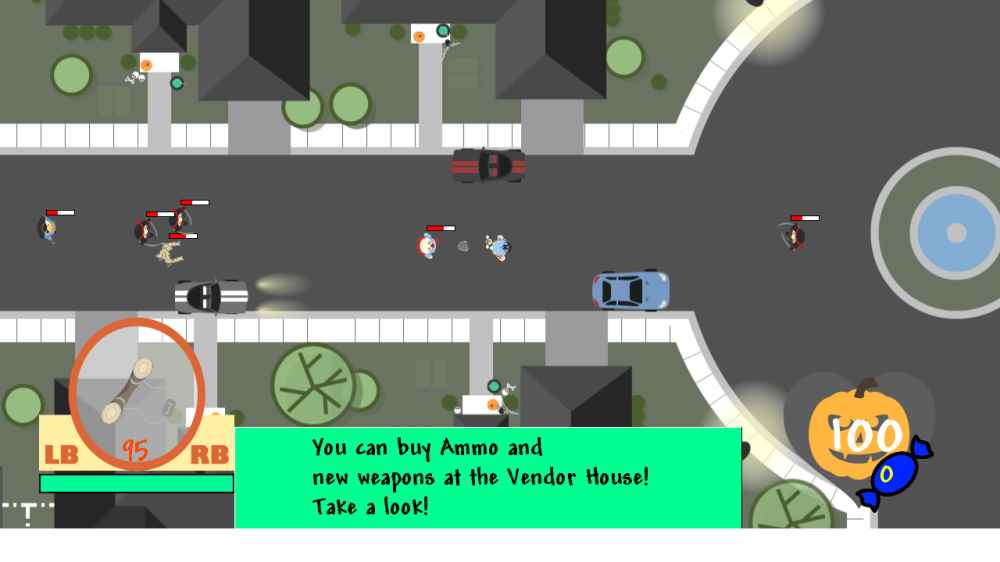 100
You can buy Ammo and
new weapons at the Vendor House!
Take a look!
LB 95 RB
0